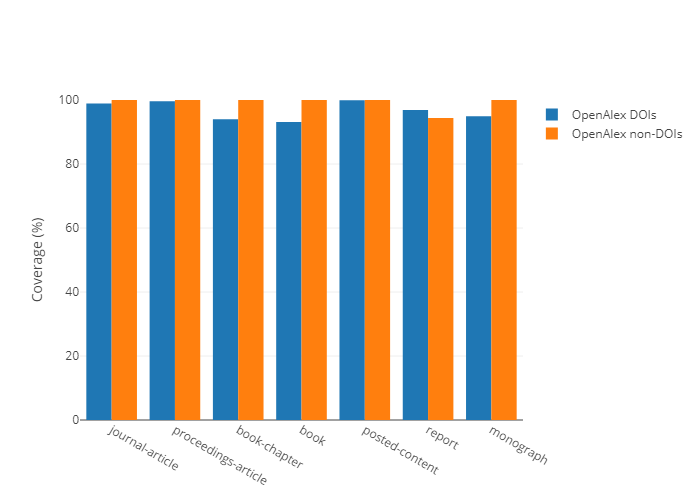 100
80
60
40
20
0
Coverage (%)
journal-article
proceedings-article
book-chapter
book
posted-content
report
monograph
OpenAlex DOIs
OpenAlex non-DOIs